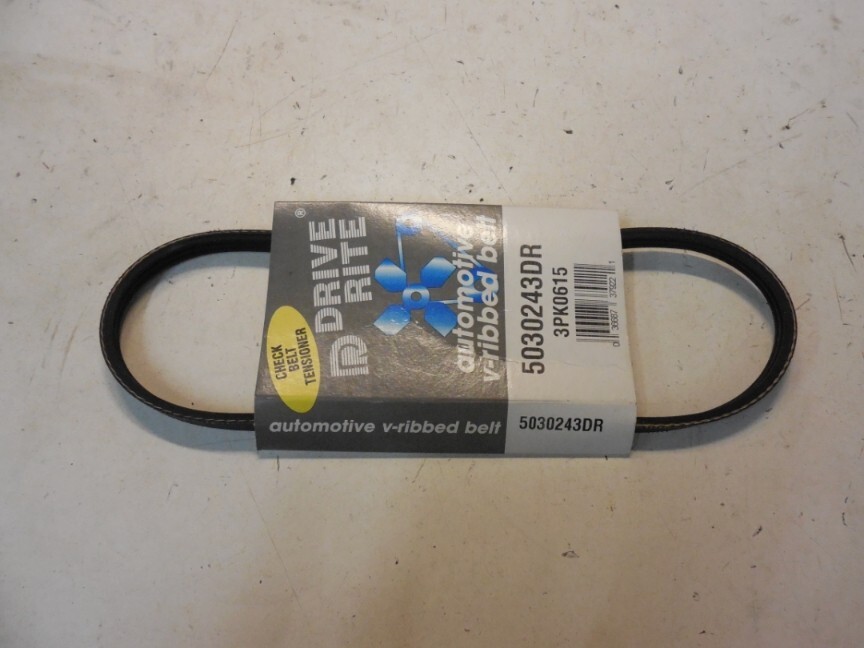 DRIVE
RITE
®
CHECK
BELT
TENSIONER
automotive
v-ribbed belt
5030243DR
3PK0615
automotive v-ribbed belt
5030243DR